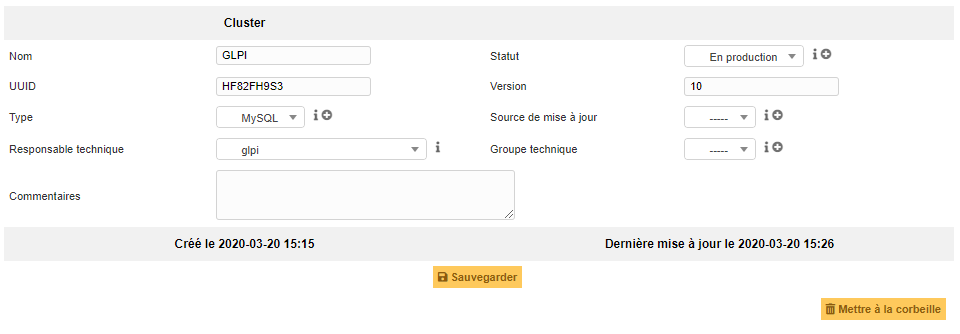 Cluster
Nom GLPI Statut En production
UUID HF82FH9S3 Version 10
Type MySQL Source de mise à jour -----
Responsable technique glpi Groupe technique -----
Commentaires
Créé le 2020-03-20 15:15 Dernière mise à jour le 2020-03-20 15:26
Sauvegarder
Mettre à la corbeille